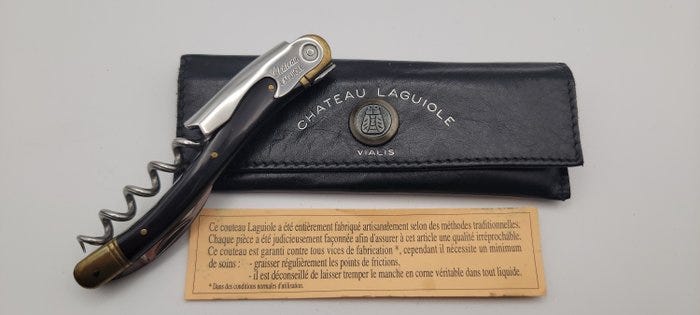 Château
CHATEAU LAGUIOLE
VIALIS
Ce couteau Laguiole a été entièrement fabriqué artisanalement selon des méthodes traditionnelles.
Chaque pièce a été judicieusement façonnée afin d'assurer à cet article une qualité irréprochable.
Ce couteau est garanti contre tous vices de fabrication *, cependant il nécessite un minimum
de soins : - graisser régulièrement les points de frictions.
- il est déconseillé de laisser tremper le manche en corne véritable dans tout liquide.
* Dans des conditions normales d'utilisation.